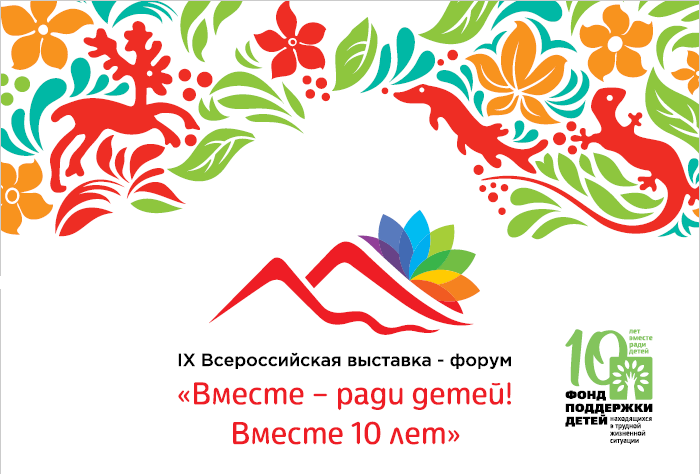 IX Всероссийская выставка - форум
«Вместе – ради детей!
Вместе 10 лет»
10
лет
вместе
ради
детей
ФОНД
ПОДДЕРЖКИ
ДЕТЕЙ
находящихся
в трудной
жизненной
ситуации